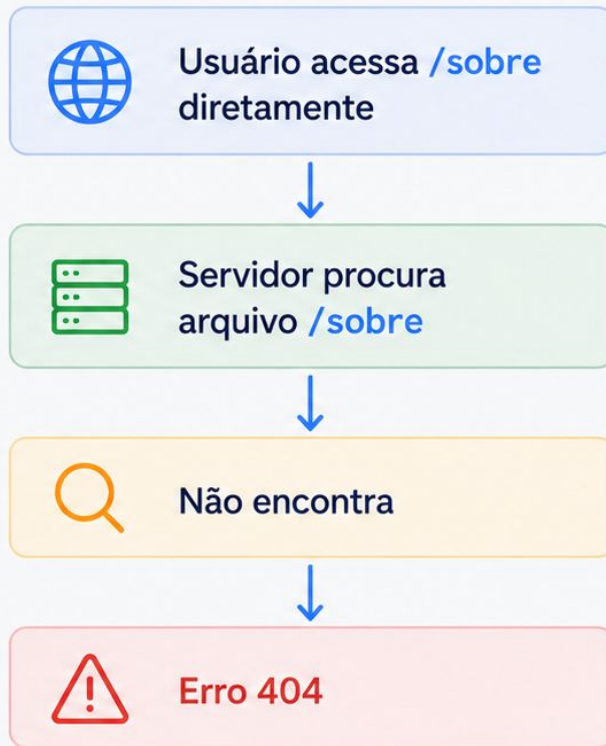 Usuário acessa /sobre
diretamente
Servidor procura
arquivo /sobre
Não encontra
Erro 404